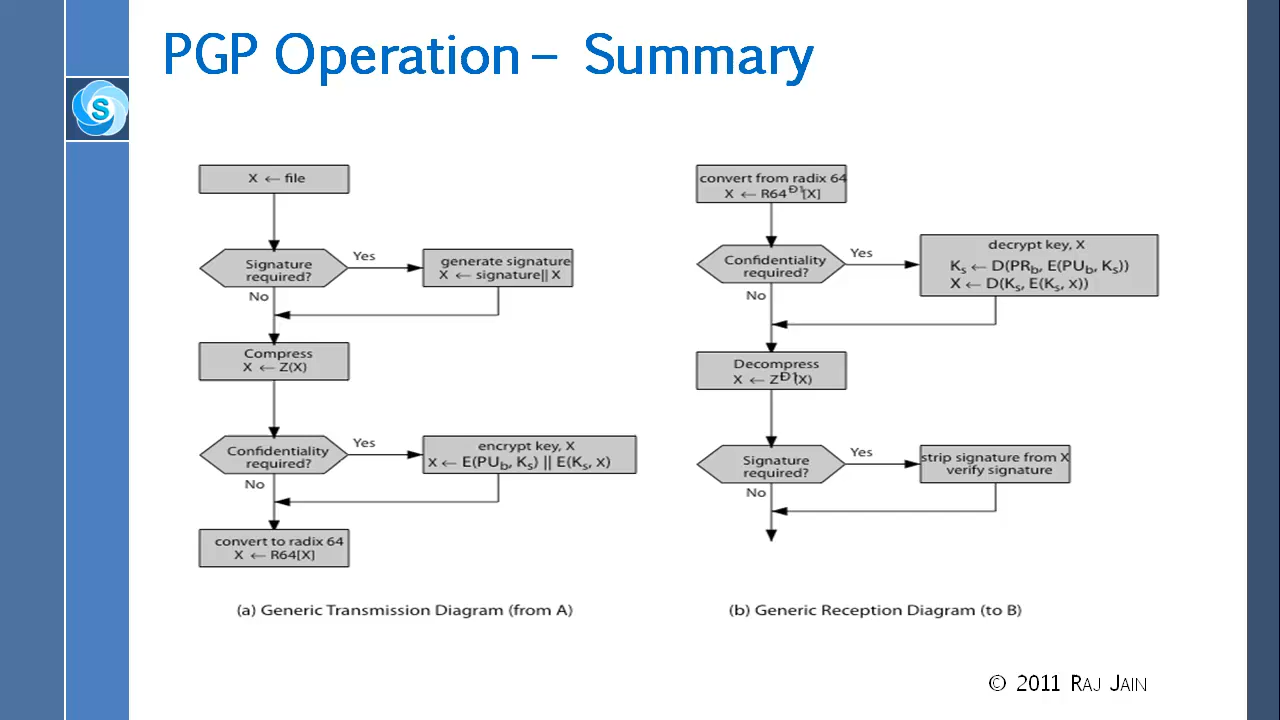 PGP Operation – Summary
S
X ← file
Signature
required?
Yes
No
generate signature
X ← signature|| X
Compress
X ← Z(X)
Confidentiality
required?
Yes
No
encrypt key, X
X ← E(PUb, Ks) || E(Ks, X)
convert to radix 64
X ← R64[X]
(a) Generic Transmission Diagram (from A)
convert from radix 64
X ← R64Ð1[X]
Confidentiality
required?
Yes
No
decrypt key, X
Ks ← D(PRb, E(PUb, Ks))
X ← D(Ks, E(Ks, X))
Decompress
X ← ZÐ1(X)
Signature
required?
Yes
No
strip signature from X
verify signature
(b) Generic Reception Diagram (to B)
© 2011 RAJ JAIN